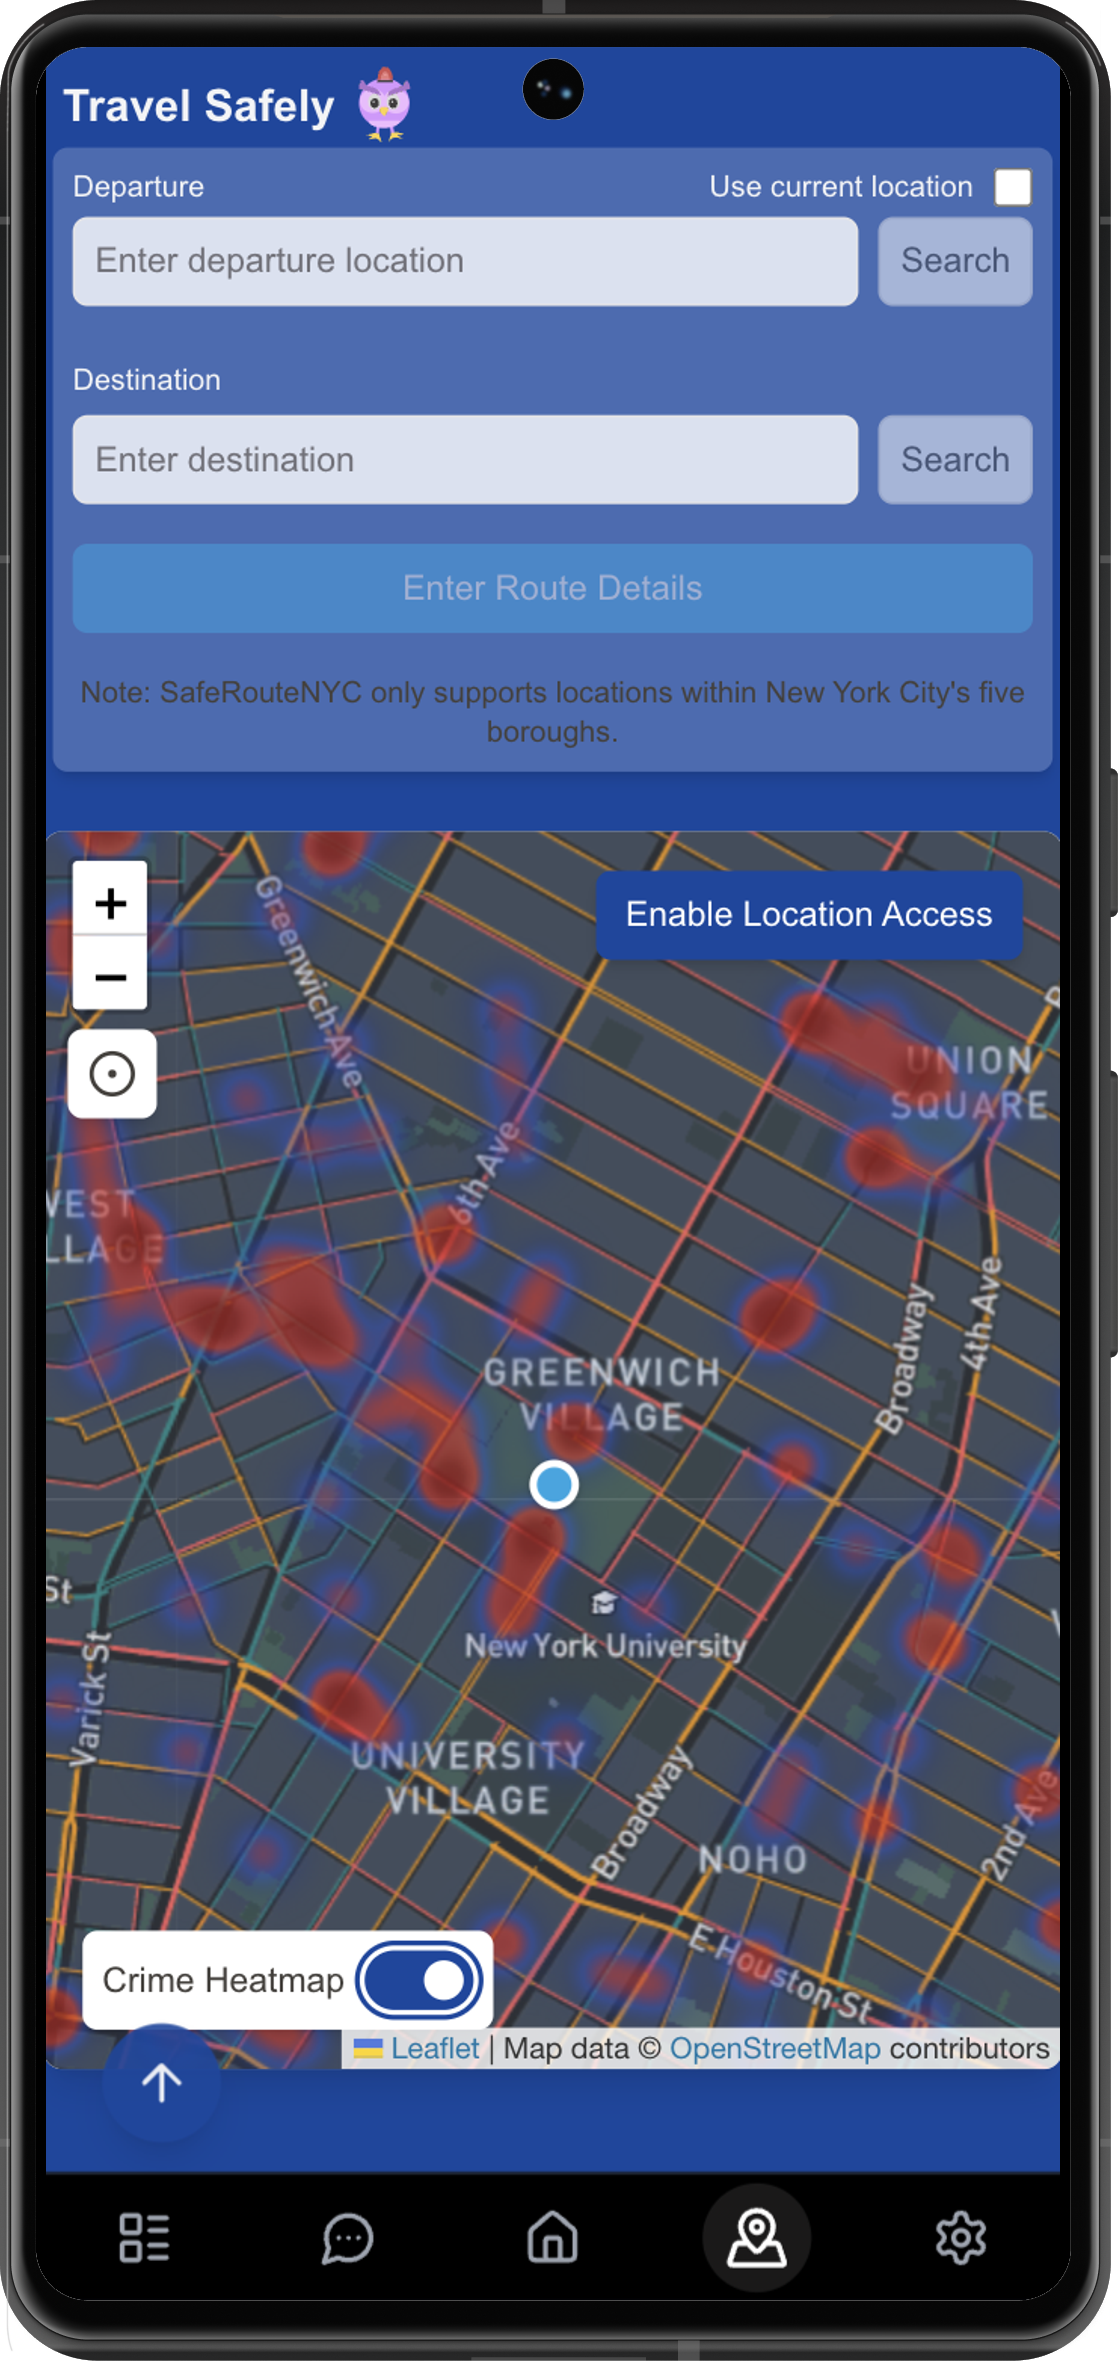 Travel Safely
Departure
Use current location
Enter departure location
Search
Destination
Enter destination
Search
Enter Route Details
Note: SafeRouteNYC only supports locations within New York City's five
boroughs.
+
−
Enable Location Access
Greenwich Ave
UNION
SQUARE
6th Ave
WEST
LLAGE
Broadway
4th Ave
GREENWICH
VILLAGE
St
New York University
Varick St
UNIVERSITY
VILLAGE
Broadway
2nd Ave
NOHO
E Houston St
Crime Heatmap
Leaflet | Map data © OpenStreetMap contributors